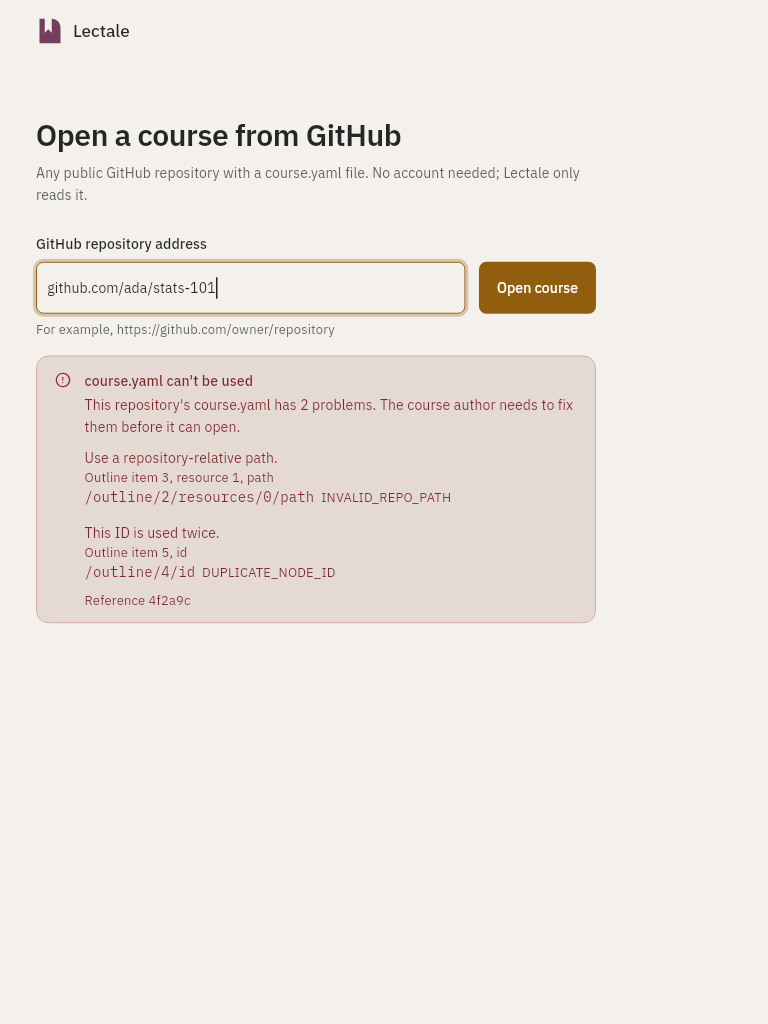 Lectale
Open a course from GitHub
Any public GitHub repository with a course.yaml file. No account needed; Lectale only
reads it.
GitHub repository address
github.com/ada/stats-101
Open course
For example, https://github.com/owner/repository
course.yaml can't be used
This repository's course.yaml has 2 problems. The course author needs to fix
them before it can open.
Use a repository-relative path.
Outline item 3, resource 1, path
/outline/2/resources/0/path INVALID_REPO_PATH
This ID is used twice.
Outline item 5, id
/outline/4/id DUPLICATE_NODE_ID
Reference 4f2a9c